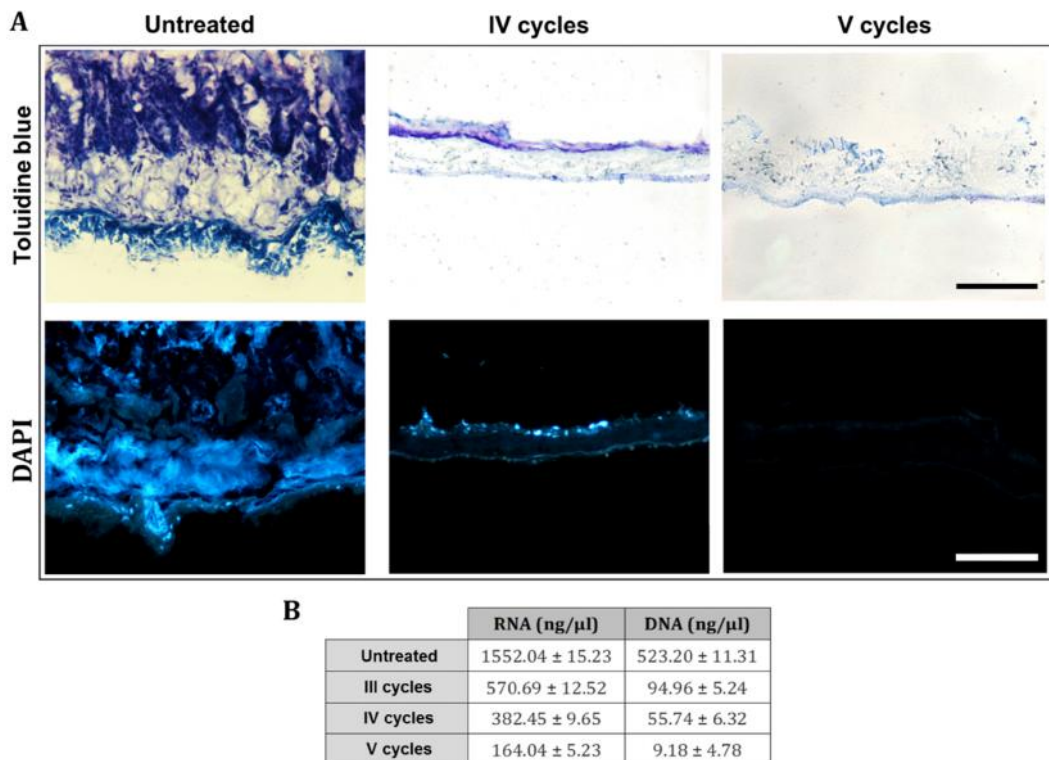 A
Untreated IV cycles V cycles
Toluidine blue
DAPI
B
RNA (ng/µl) DNA (ng/µl)
Untreated 1552.04 ± 15.23 523.20 ± 11.31
III cycles 570.69 ± 12.52 94.96 ± 5.24
IV cycles 382.45 ± 9.65 55.74 ± 6.32
V cycles 164.04 ± 5.23 9.18 ± 4.78